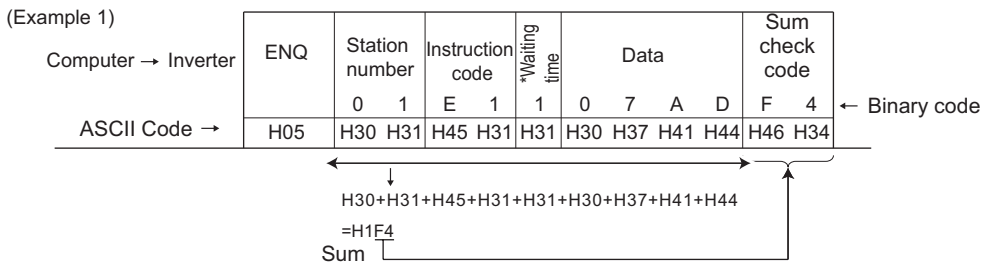 (Example 1)
Computer → Inverter
ENQ
Station number
Instruction code
*Waiting time
Data
Sum check code
0 1 E 1 1 0 7 A D F 4 ← Binary code
ASCII Code → H05 H30 H31 H45 H31 H31 H30 H37 H41 H44 H46 H34
H30+H31+H45+H31+H31+H30+H37+H41+H44
=H1F4
Sum